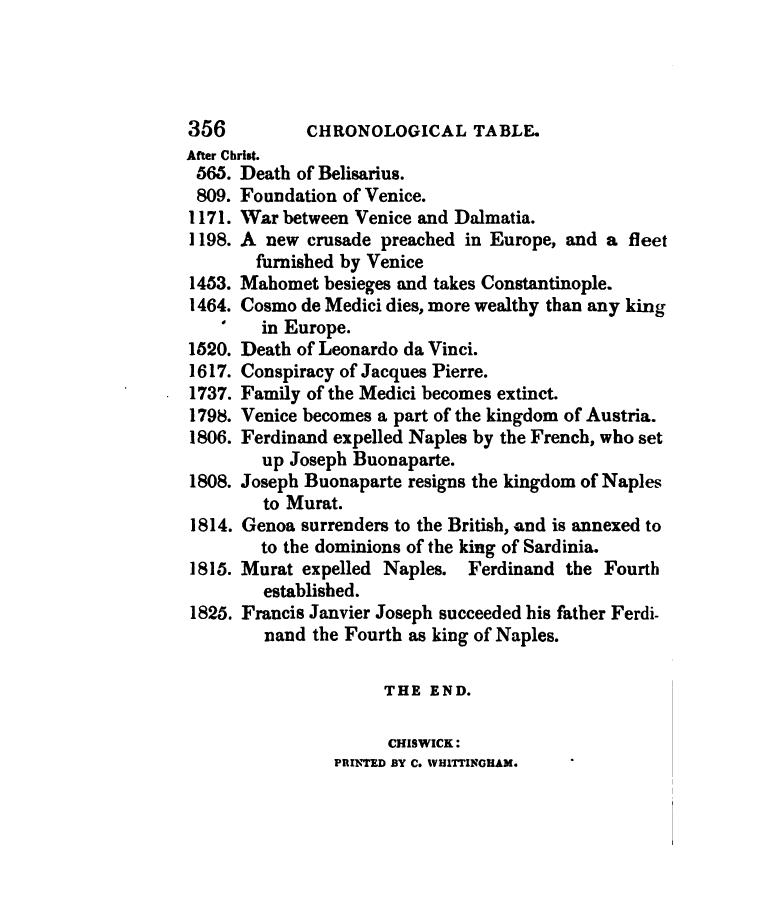 356 CHRONOLOGICAL TABLE.
After Christ.
565. Death of Belisarius.
809. Foundation of Venice.
1171. War between Venice and Dalmatia.
1198. A new crusade preached in Europe, and a fleet
furnished by Venice
1453. Mahomet besieges and takes Constantinople.
1464. Cosmo de Medici dies, more wealthy than any king
in Europe.
1520. Death of Leonardo da Vinci.
1617. Conspiracy of Jacques Pierre.
1737. Family of the Medici becomes extinct.
1798. Venice becomes a part of the kingdom of Austria.
1806. Ferdinand expelled Naples by the French, who set
up Joseph Buonaparte.
1808. Joseph Buonaparte resigns the kingdom of Naples
to Murat.
1814. Genoa surrenders to the British, and is annexed to
to the dominions of the king of Sardinia.
1815. Murat expelled Naples. Ferdinand the Fourth
established.
1825. Francis Janvier Joseph succeeded his father Ferdi-
nand the Fourth as king of Naples.
THE END.
CHISWICK:
PRINTED BY C. WHITTINGHAM.